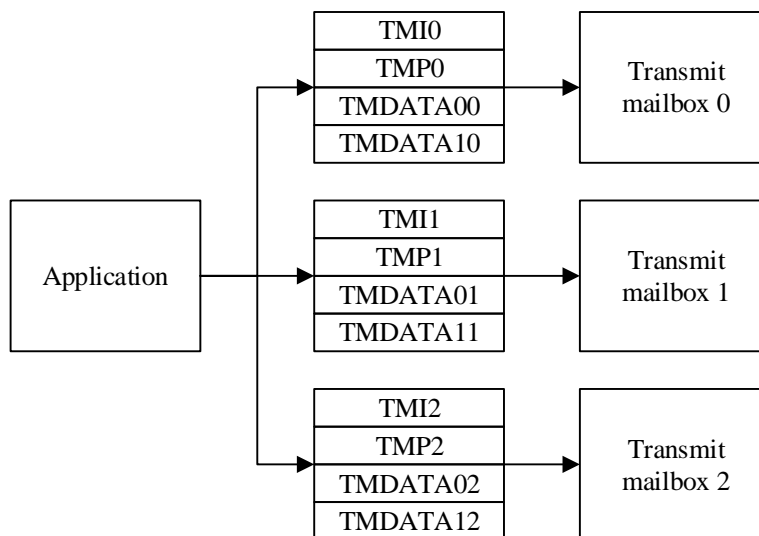 TMI0
TMP0
TMDATA00
TMDATA10
Transmit
mailbox 0
Application
TMI1
TMP1
TMDATA01
TMDATA11
Transmit
mailbox 1
TMI2
TMP2
TMDATA02
TMDATA12
Transmit
mailbox 2